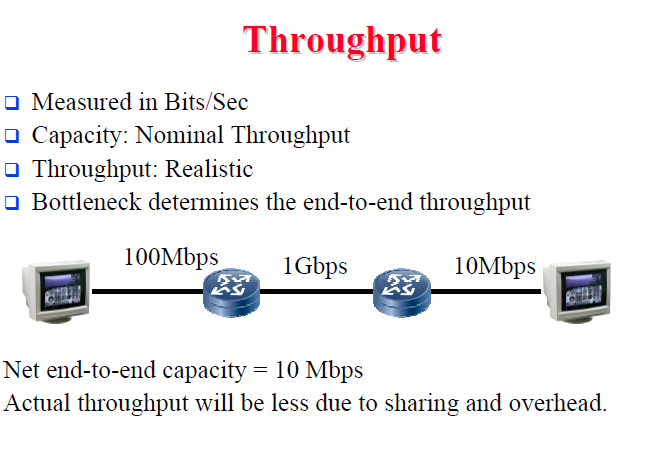 Throughput
Measured in Bits/Sec
Capacity: Nominal Throughput
Throughput: Realistic
Bottleneck determines the end-to-end throughput
100Mbps
1Gbps
10Mbps
Net end-to-end capacity = 10 Mbps
Actual throughput will be less due to sharing and overhead.